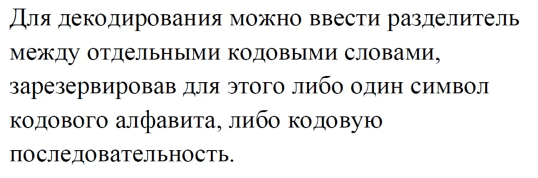 Для декодирования можно ввести разделитель
между отдельными кодовыми словами,
зарезервировав для этого либо один символ
кодового алфавита, либо кодовую
последовательность.